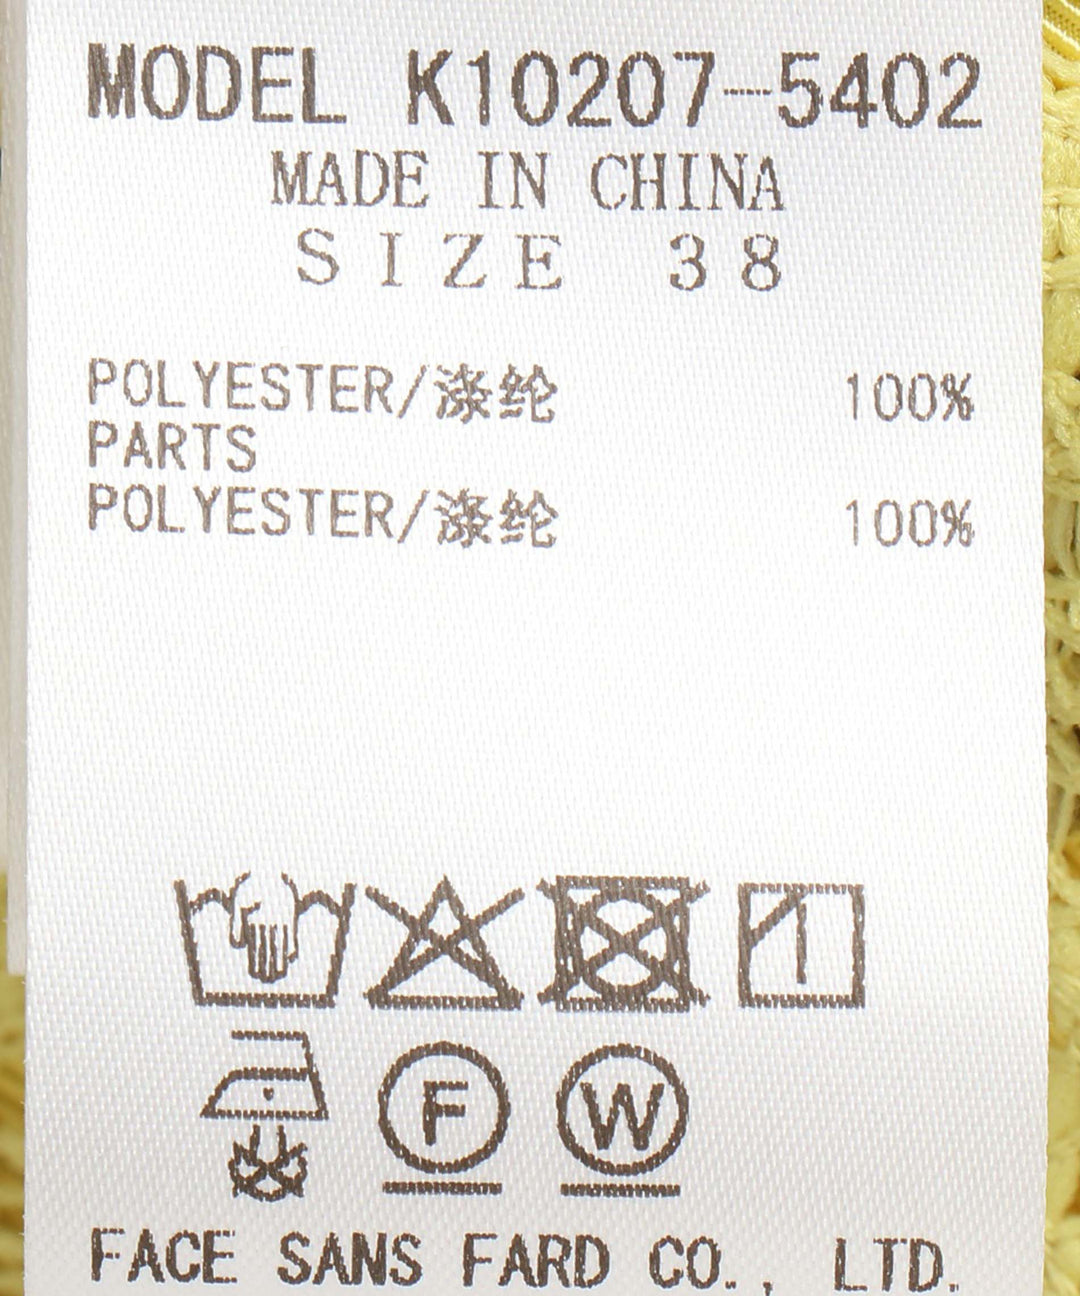 MODEL K10207-5402
MADE IN CHINA
SIZE 38
POLYESTER/涤纶 100%
PARTS
POLYESTER/涤纶 100%
F W
FACE SANS FARD CO., LTD.